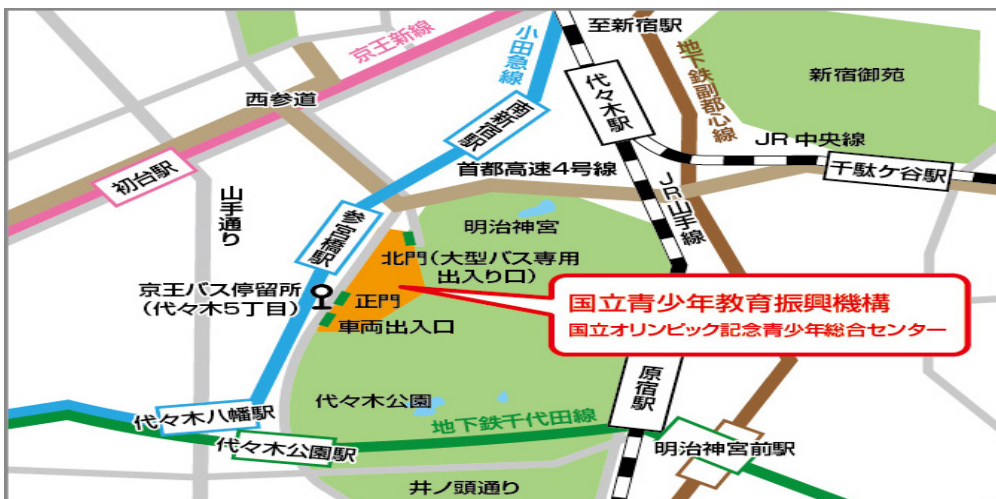 京王新線
小田急線
至新宿駅
地下鉄副都心線
新宿御苑
西参道
南新宿駅
代々木駅
JR中央線
千駄ケ谷駅
初台駅
首都高速4号線
山手通り
参宮橋駅
明治神宮
JR山手線
北門(大型バス専用
出入り口)
京王バス停留所
(代々木5丁目)
正門
車両出入口
国立青少年教育振興機構
国立オリンピック記念青少年総合センター
原宿駅
代々木公園
代々木八幡駅
地下鉄千代田線
代々木公園駅
明治神宮前駅
井ノ頭通り